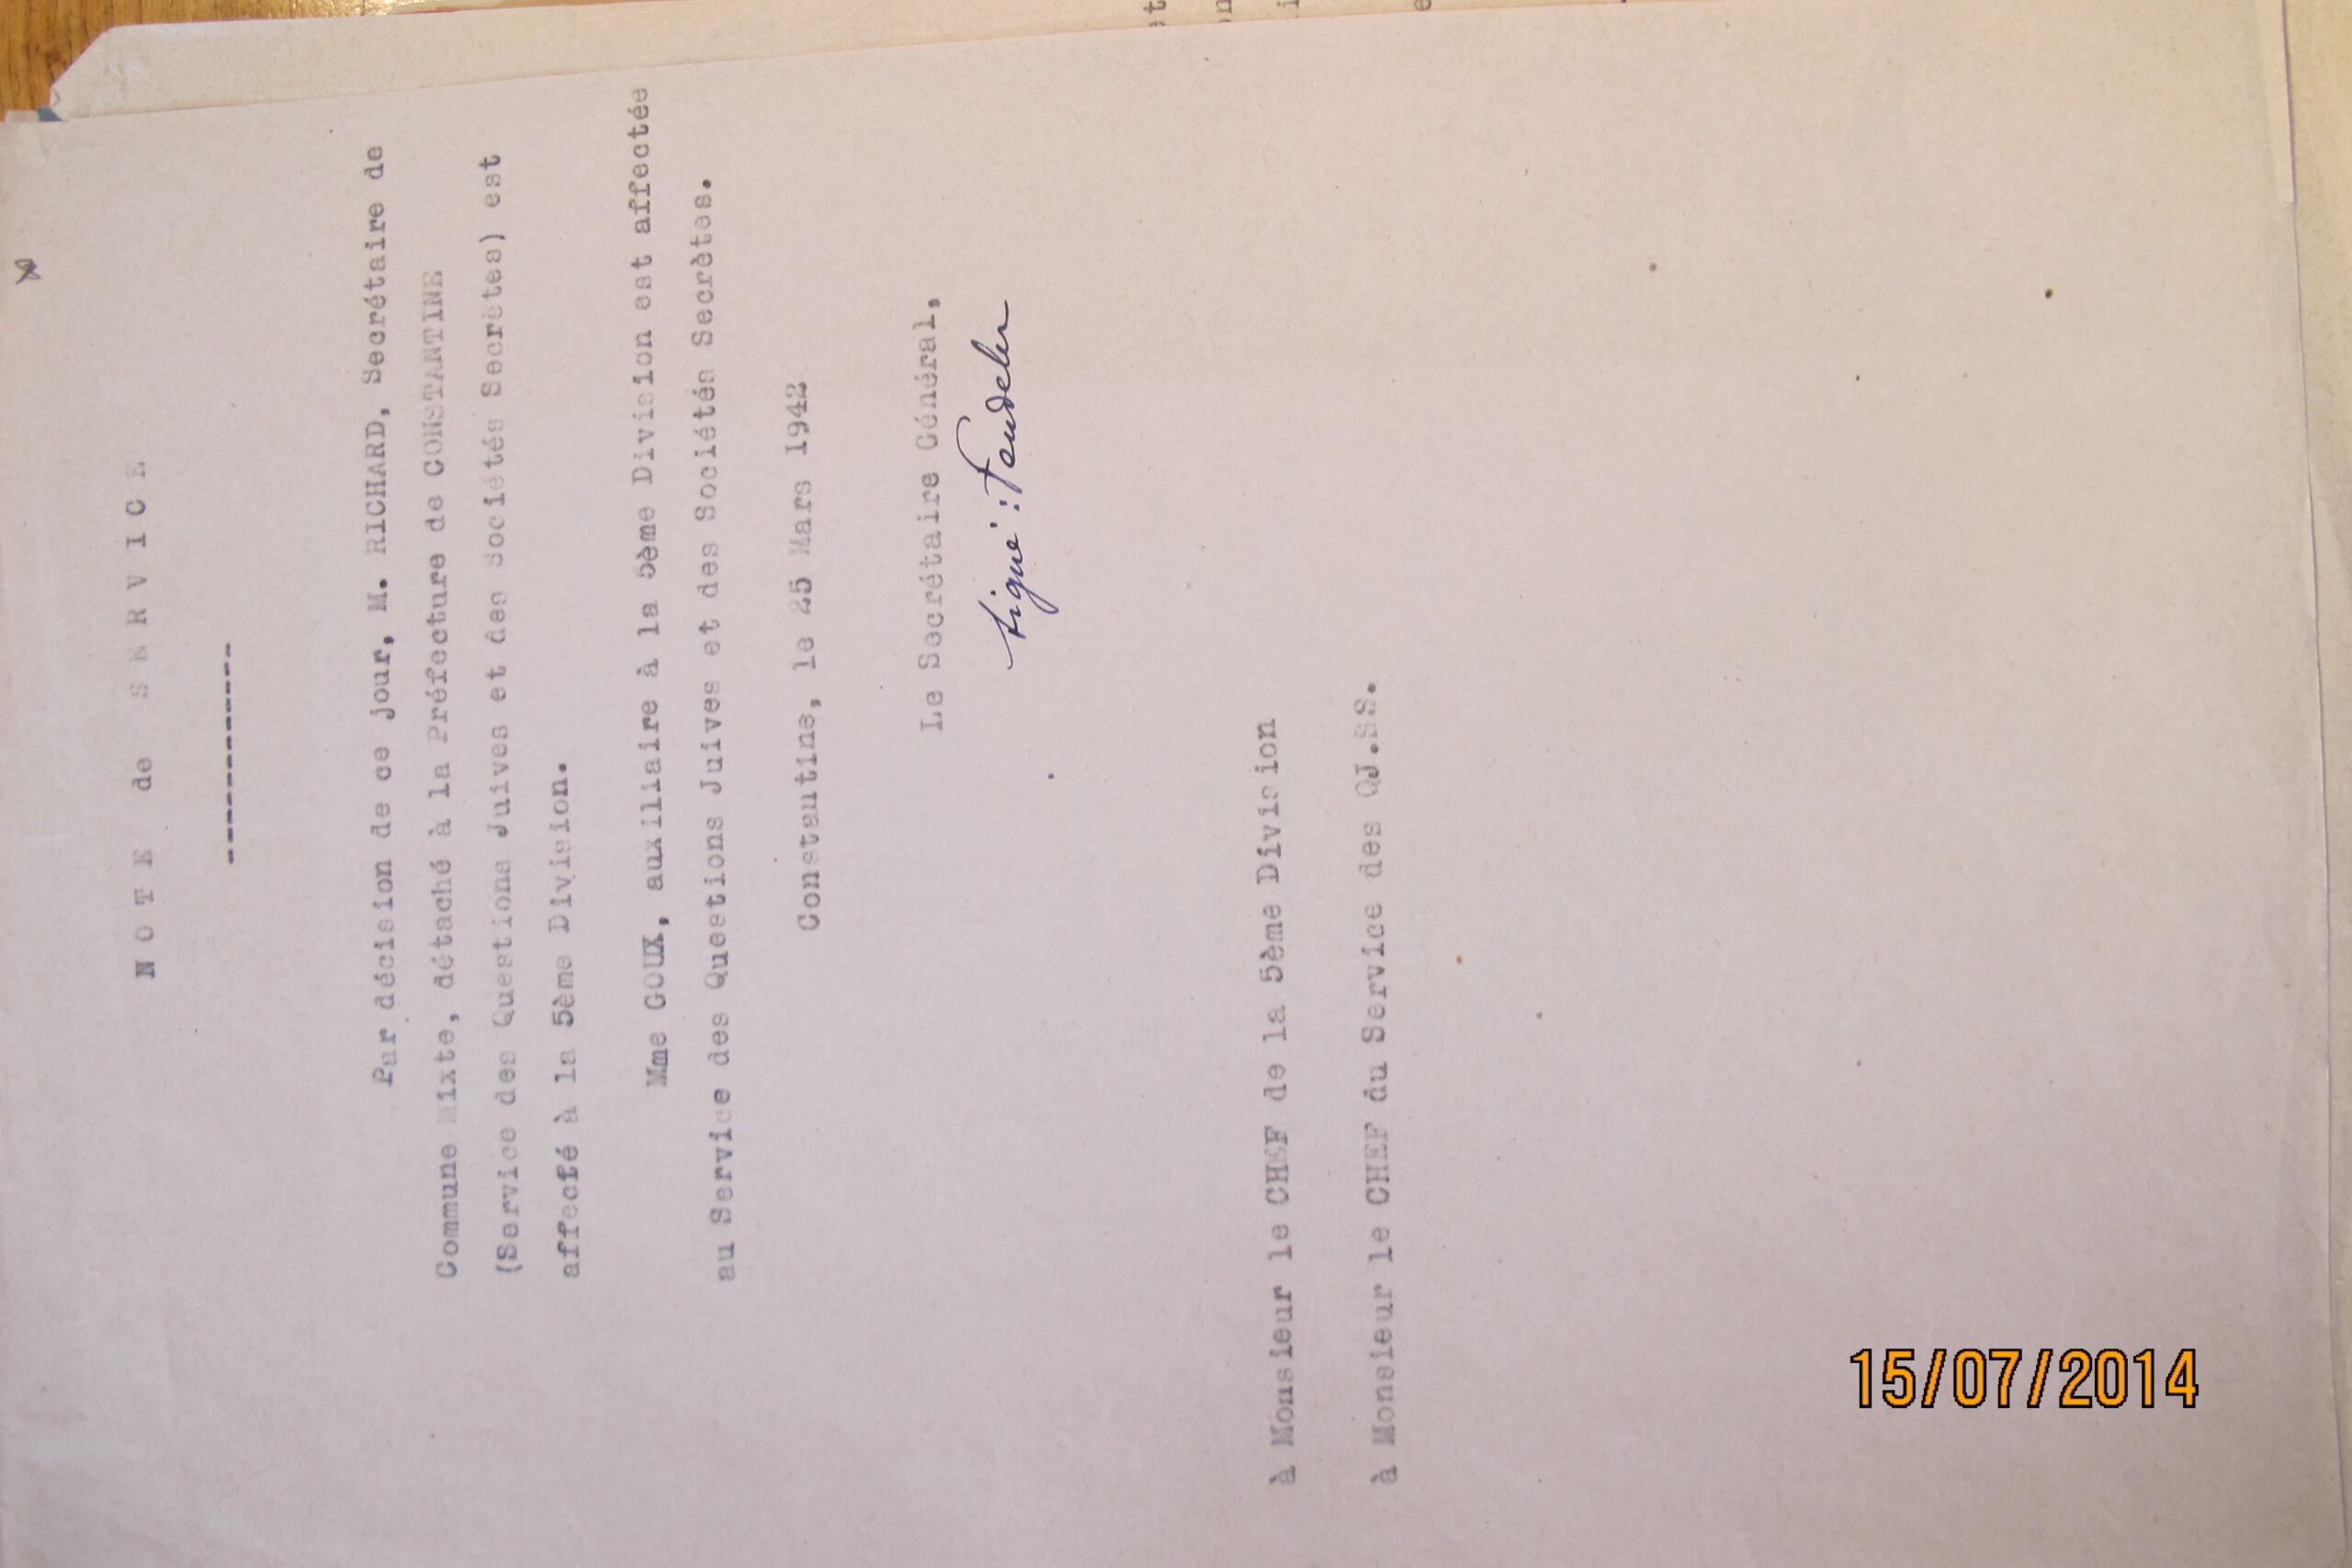 NOTE de SERVICE
------------
Par décision de ce jour, M. RICHARD, Secrétaire de
Commune Mixte, détaché à la Préfecture de CONSTANTINE
(Service des Questions Juives et des Sociétés Secrètes) est
affecté à la 5ème Division.
Mme GOUX, auxiliaire à la 5ème Division est affectée
au Service des Questions Juives et des Sociétés Secrètes.
Constantine, le 25 Mars 1942
Le Secrétaire Général,
signé :
à Monsieur le CHEF de la 5ème Division
à Monsieur le CHEF du Service des QJ.SS.
15/07/2014